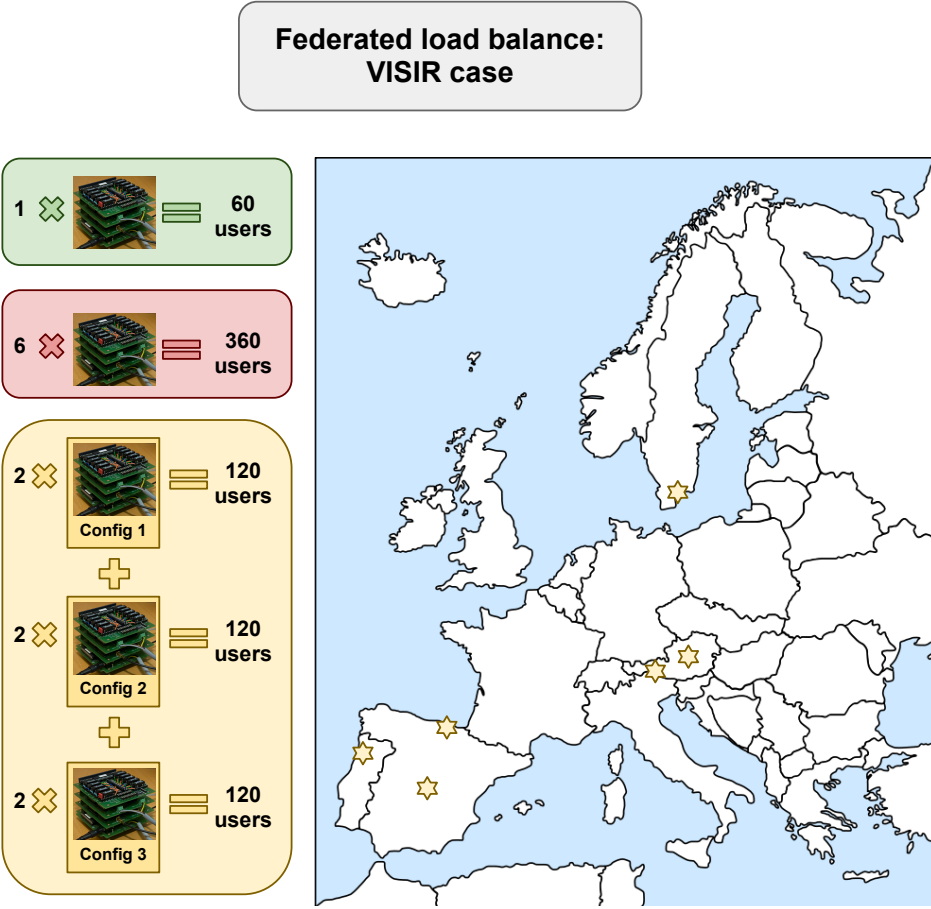 Federated load balance:
VISIR case
1
60
users
6
360
users
2
120
users
Config 1
2
120
users
Config 2
2
120
users
Config 3